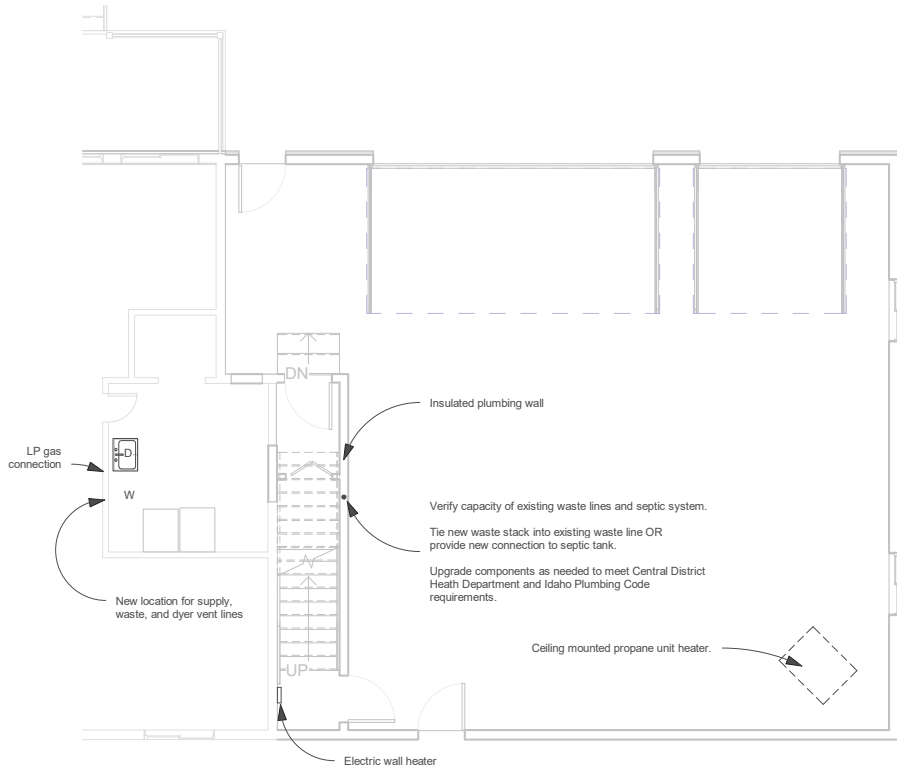 DN
Insulated plumbing wall
LP gas
connection
D
W
Verify capacity of existing waste lines and septic system.
Tie new waste stack into existing waste line OR
provide new connection to septic tank.
Upgrade components as needed to meet Central District
Heath Department and Idaho Plumbing Code
requirements.
New location for supply,
waste, and dyer vent lines
Ceiling mounted propane unit heater.
UP
Electric wall heater